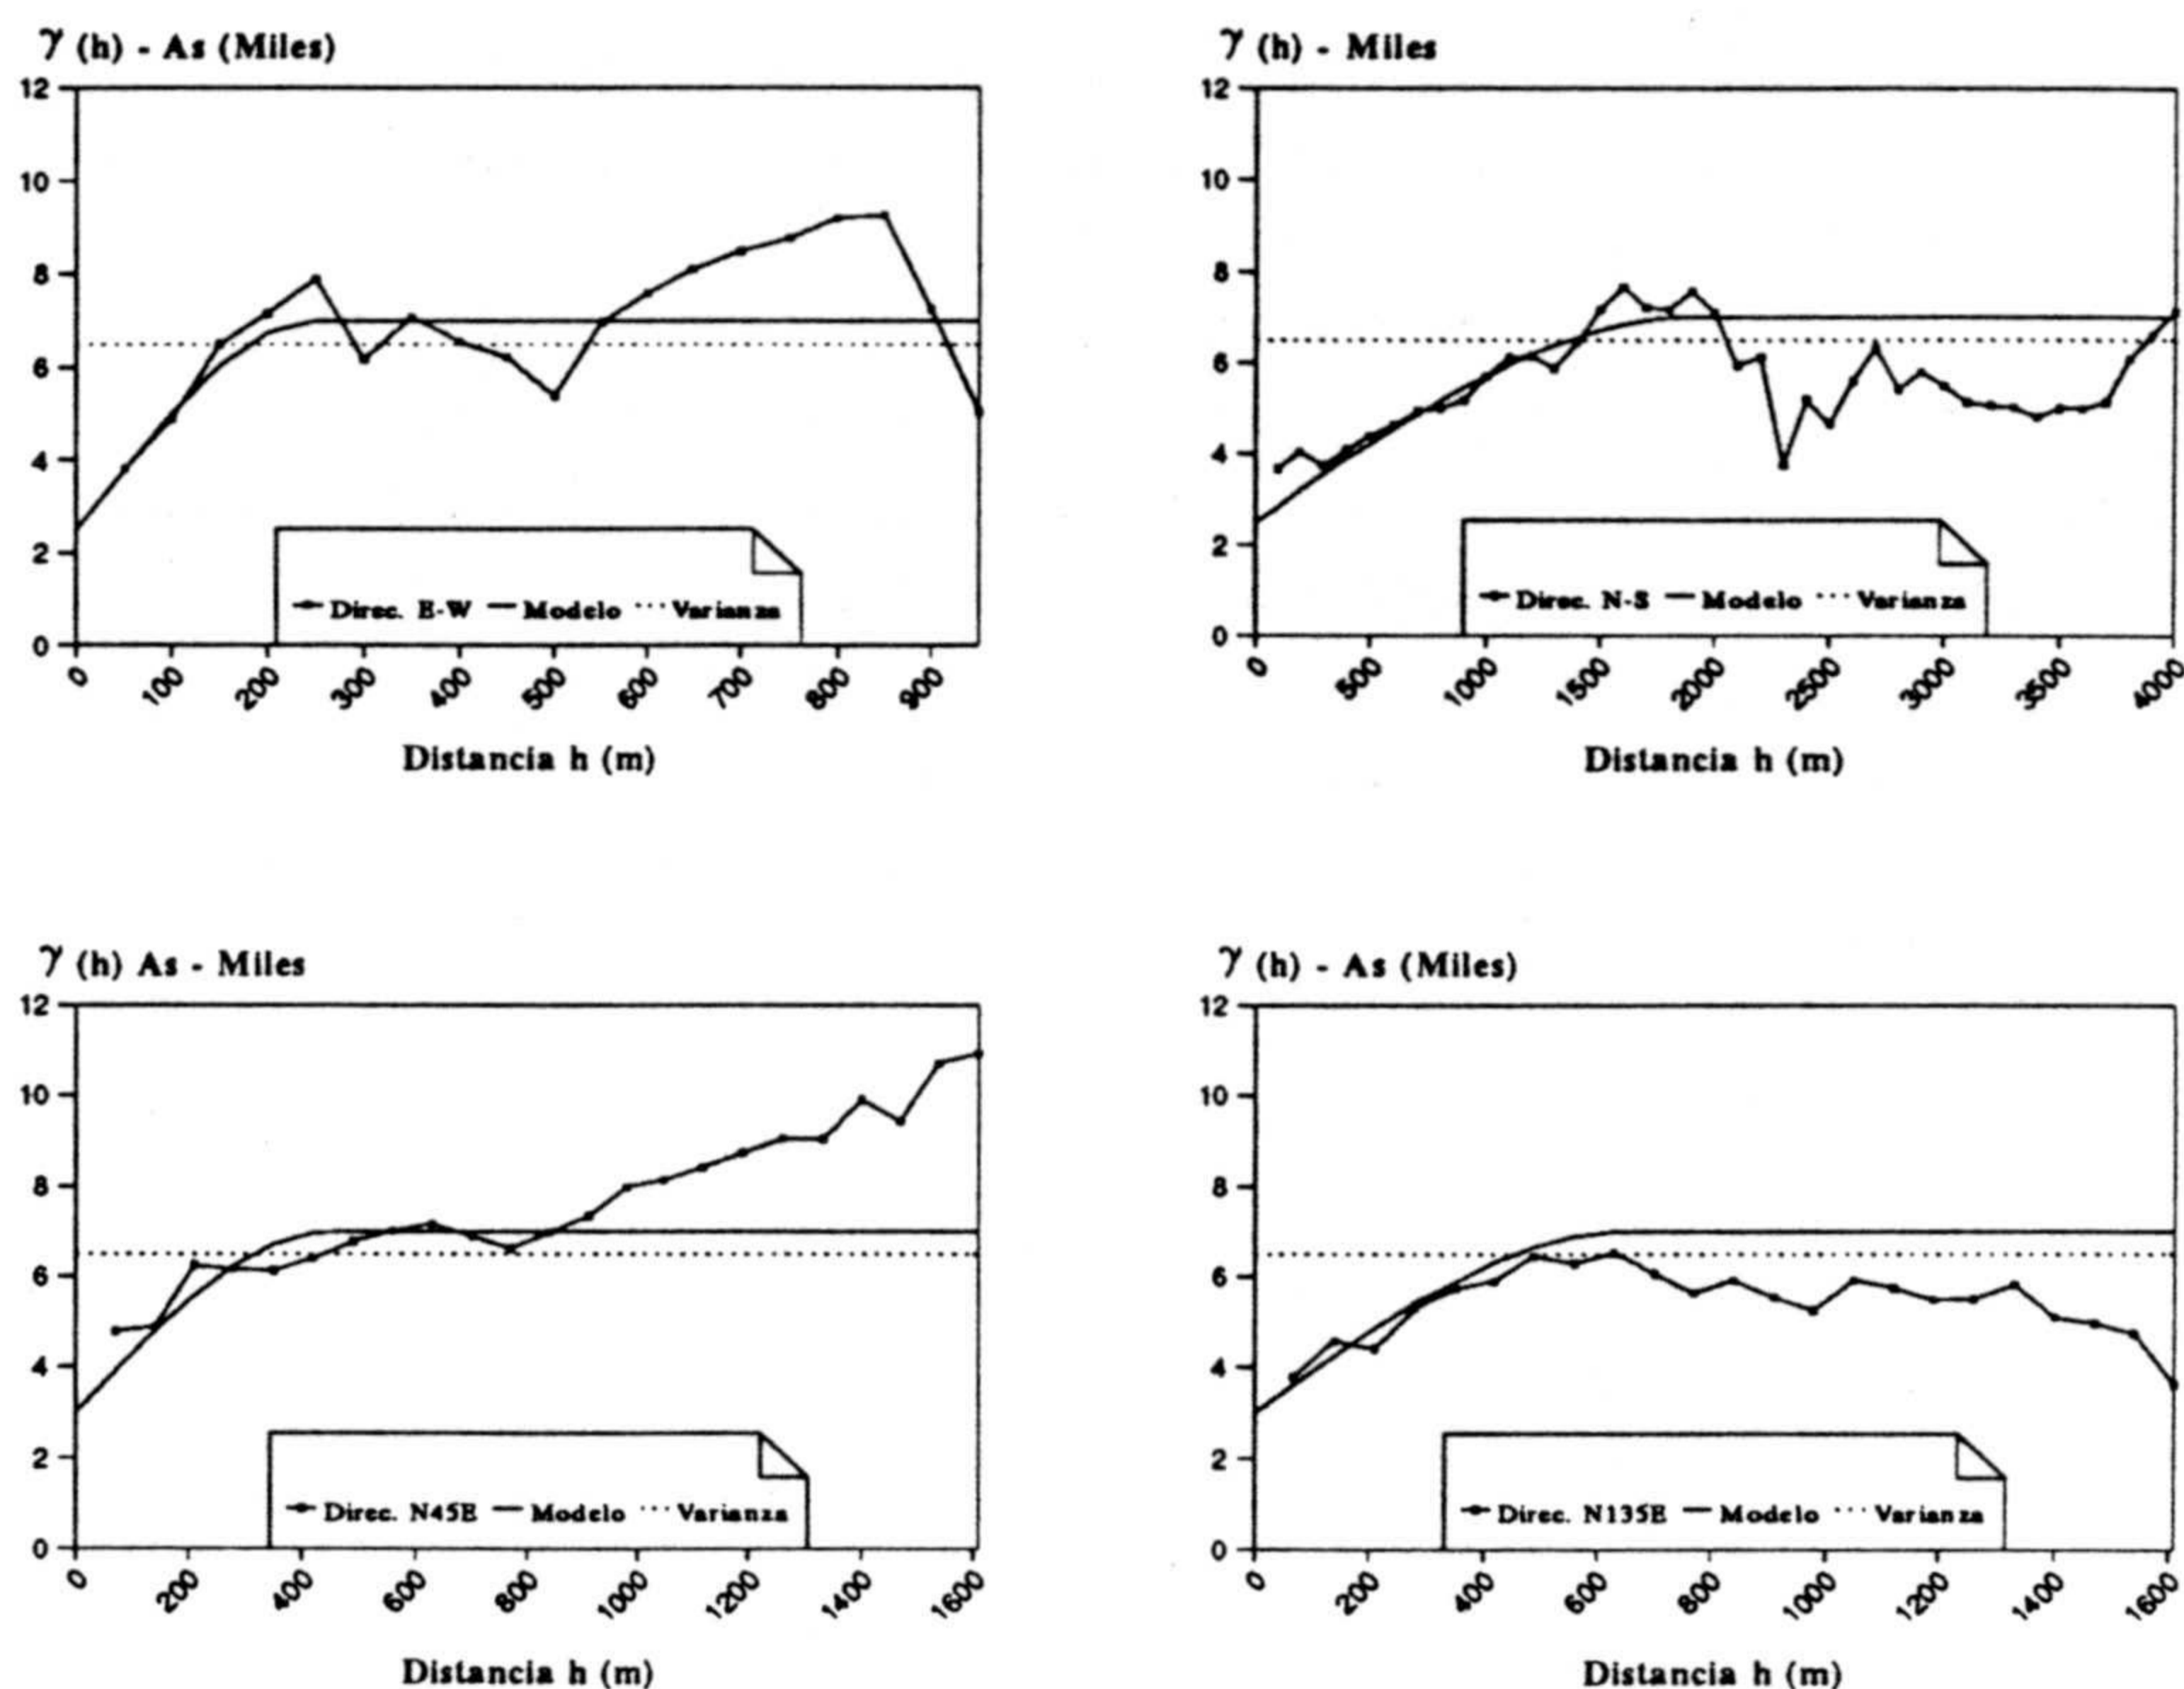 γ (h) - As (Miles)
12
10
8
6
4
2
0
Direc. E-W Modelo Varianza
0 100 200 300 400 500 600 700 800 900
Distancia h (m)
γ (h) - Miles
12
10
8
6
4
2
0
Direc. N-S Modelo Varianza
0 500 1000 1500 2000 2500 3000 3500 4000
Distancia h (m)
γ (h) As - Miles
12
10
8
6
4
2
0
Direc. N45E Modelo Varianza
0 200 400 600 800 1000 1200 1400 1600
Distancia h (m)
γ (h) - As (Miles)
12
10
8
6
4
2
0
Direc. N135E Modelo Varianza
0 200 400 600 800 1000 1200 1400 1600
Distancia h (m)